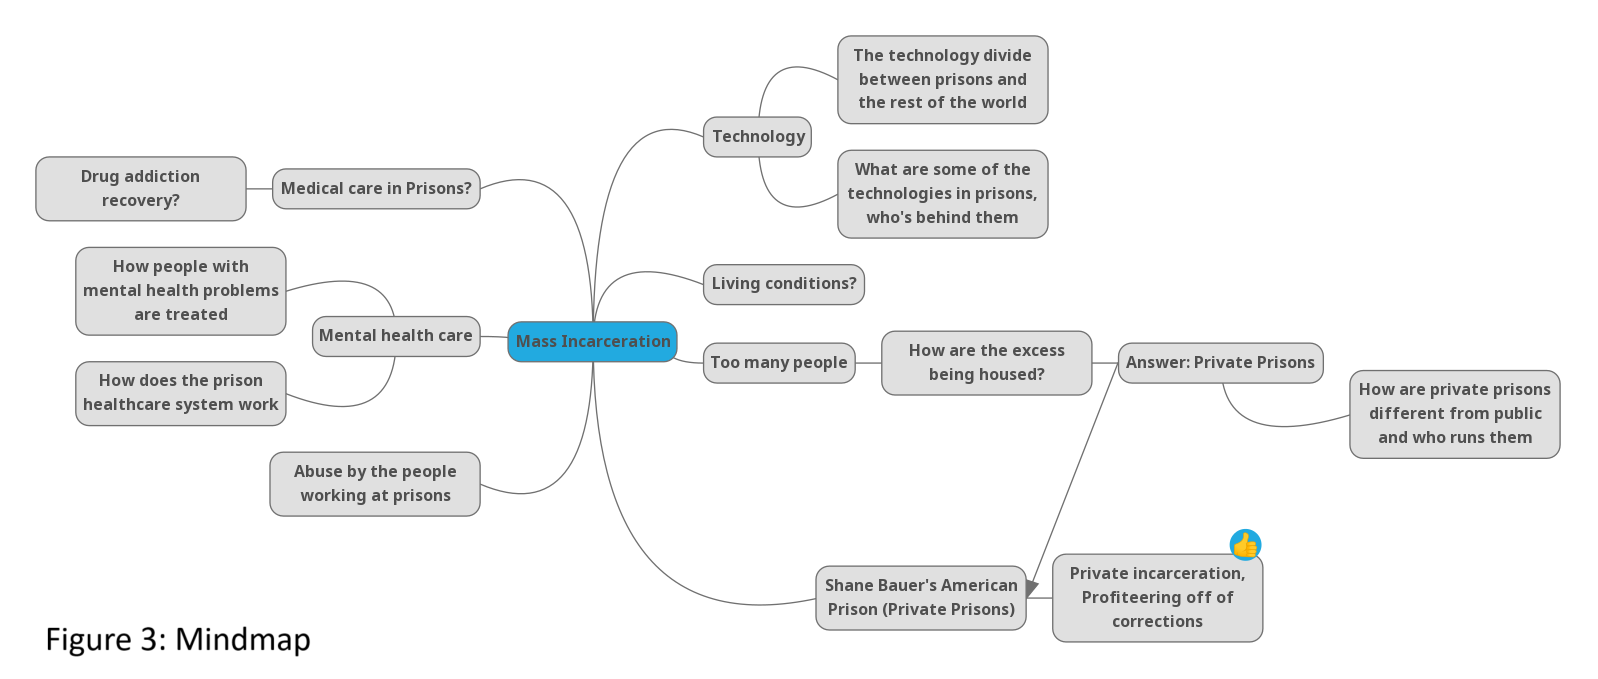 The technology divide
between prisons and
the rest of the world
Technology
What are some of the
technologies in prisons,
who's behind them
Drug addiction
recovery?
Medical care in Prisons?
How people with
mental health problems
are treated
Living conditions?
Mental health care
Mass Incarceration
Too many people
How are the excess
being housed?
Answer: Private Prisons
How does the prison
healthcare system work
How are private prisons
different from public
and who runs them
Abuse by the people
working at prisons
Shane Bauer's American
Prison (Private Prisons)
Private incarceration,
Profiteering off of
corrections
Figure 3: Mindmap